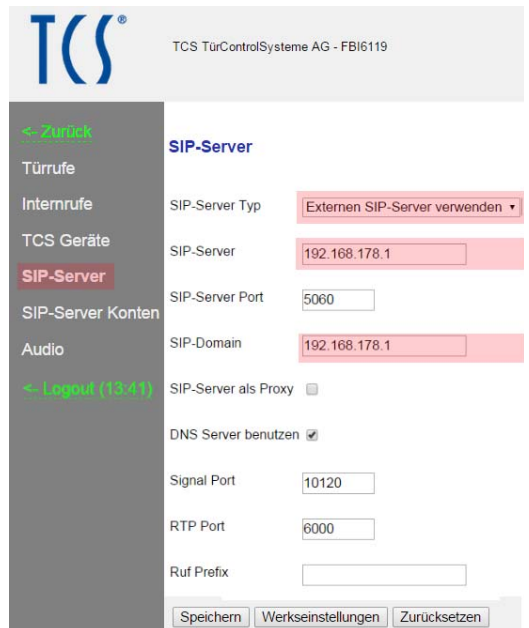 TCS®
TCS TürControlSysteme AG - FBI6119
<- Zurück
Türrufe
Internrufe
TCS Geräte
SIP-Server
SIP-Server Konten
Audio
<- Logout (13:41)
SIP-Server
SIP-Server Typ Externen SIP-Server verwenden
SIP-Server 192.168.178.1
SIP-Server Port 5060
SIP-Domain 192.168.178.1
SIP-Server als Proxy
DNS Server benutzen
Signal Port 10120
RTP Port 6000
Ruf Prefix
Speichern Werkseinstellungen Zurücksetzen